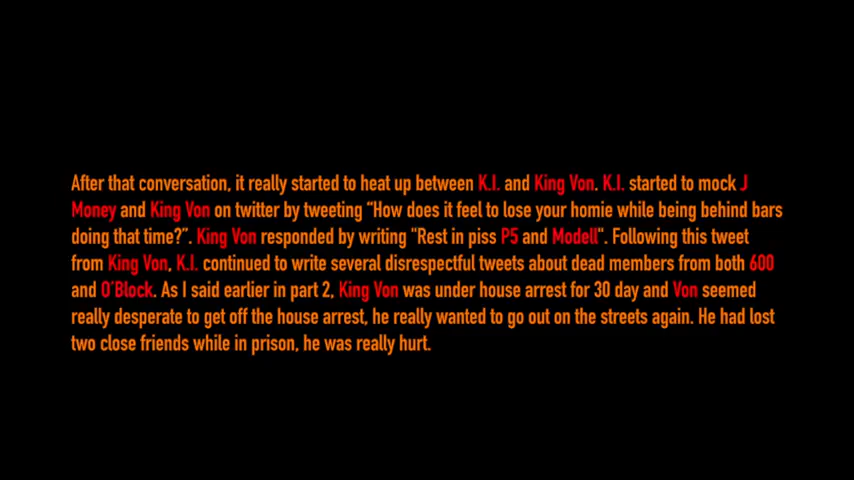 After that conversation, it really started to heat up between K.I. and King Von. K.I. started to mock J
Money and King Von on twitter by tweeting “How does it feel to lose your homie while being behind bars
doing that time?”. King Von responded by writing "Rest in piss P5 and Modell". Following this tweet
from King Von, K.I. continued to write several disrespectful tweets about dead members from both 600
and O'Block. As I said earlier in part 2, King Von was under house arrest for 30 day and Von seemed
really desperate to get off the house arrest, he really wanted to go out on the streets again. He had lost
two close friends while in prison, he was really hurt.